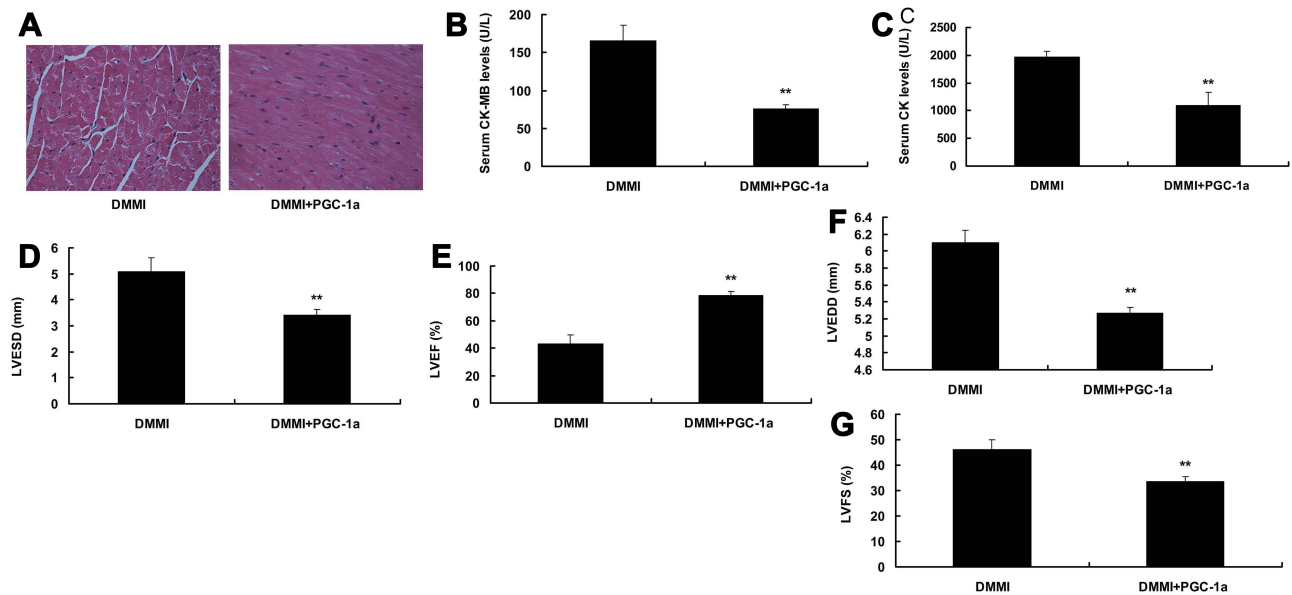 A
DMMI
DMMI+PGC-1a
B
Serum CK-MB levels (U/L)
200
150
100
50
0
**
DMMI
DMMI+PGC-1a
C
C
Serum CK levels (U/L)
2500
2000
1500
1000
500
0
**
DMMI
DMMI+PGC-1a
D
LVESD (mm)
6
5
4
3
2
1
0
**
DMMI
DMMI+PGC-1a
E
LVEF (%)
100
80
60
40
20
0
**
DMMI
DMMI+PGC-1a
F
LVEDD (mm)
6.4
6.2
6
5.8
5.6
5.4
5.2
5
4.8
4.6
**
DMMI
DMMI+PGC-1a
G
LVFS (%)
60
50
40
30
20
10
0
**
DMMI
DMMI+PGC-1a